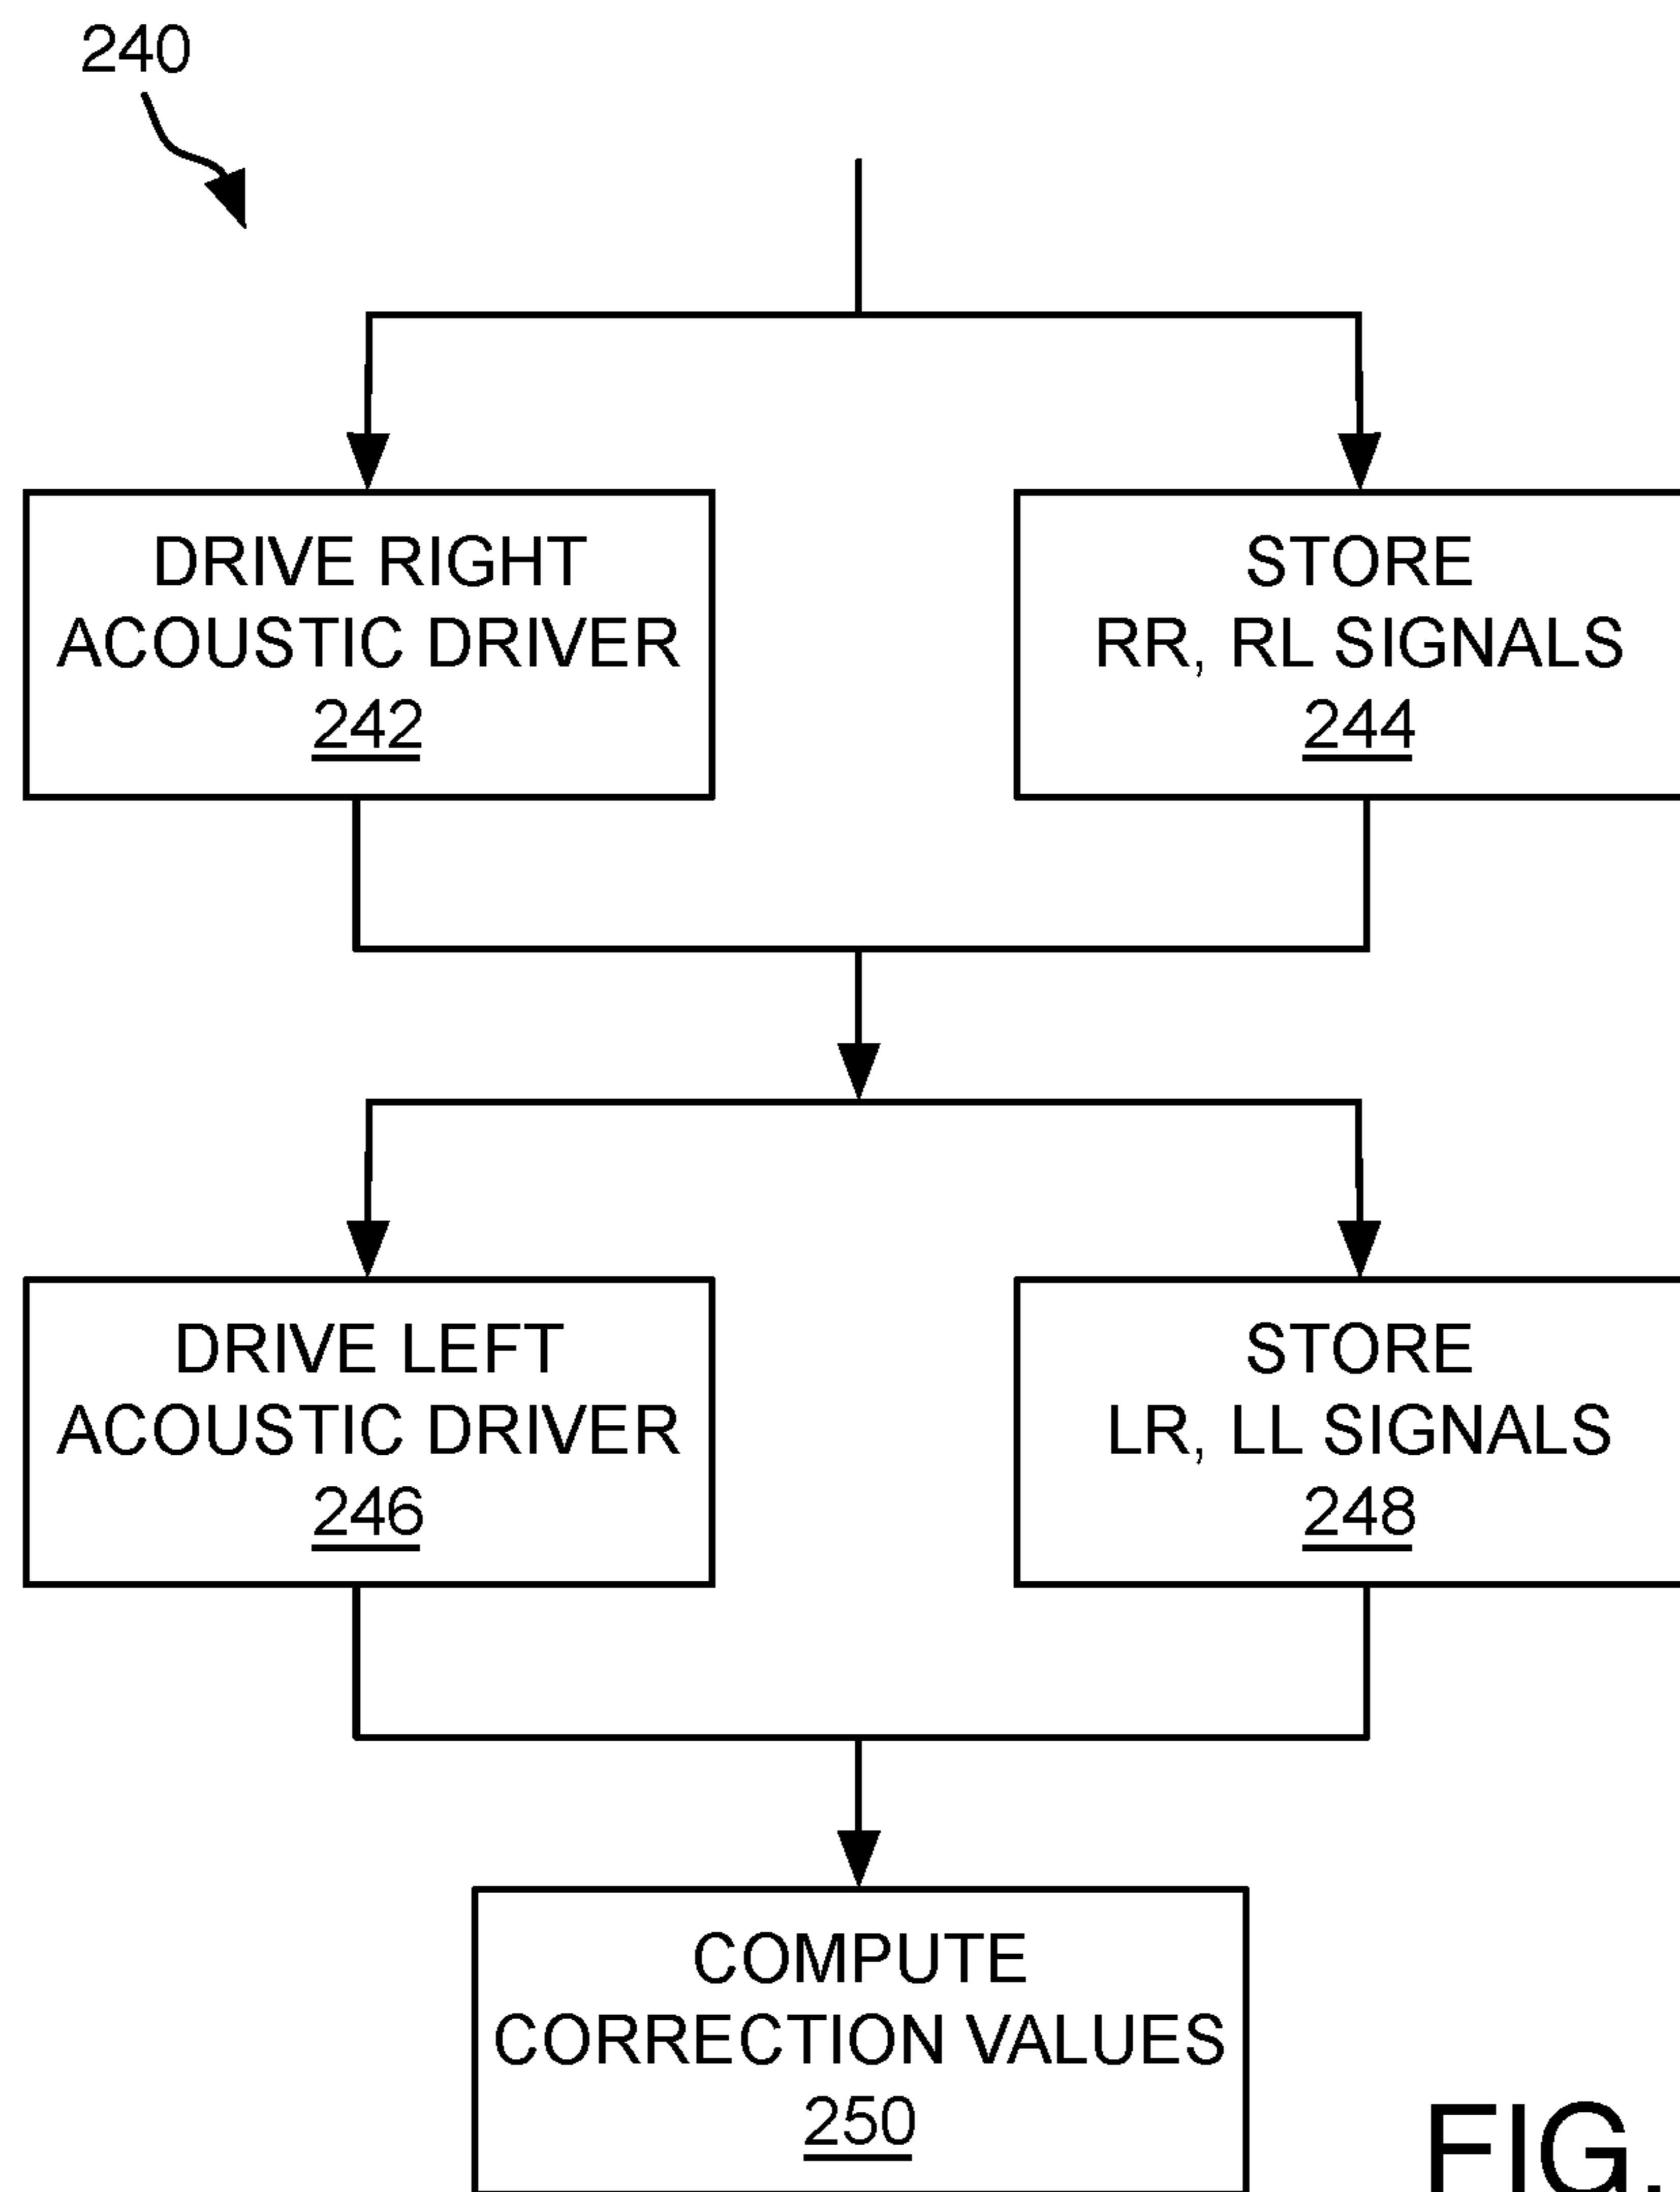 240
DRIVE RIGHT
ACOUSTIC DRIVER
242
STORE
RR, RL SIGNALS
244
DRIVE LEFT
ACOUSTIC DRIVER
246
STORE
LR, LL SIGNALS
248
COMPUTE
CORRECTION VALUES
250
FIG.